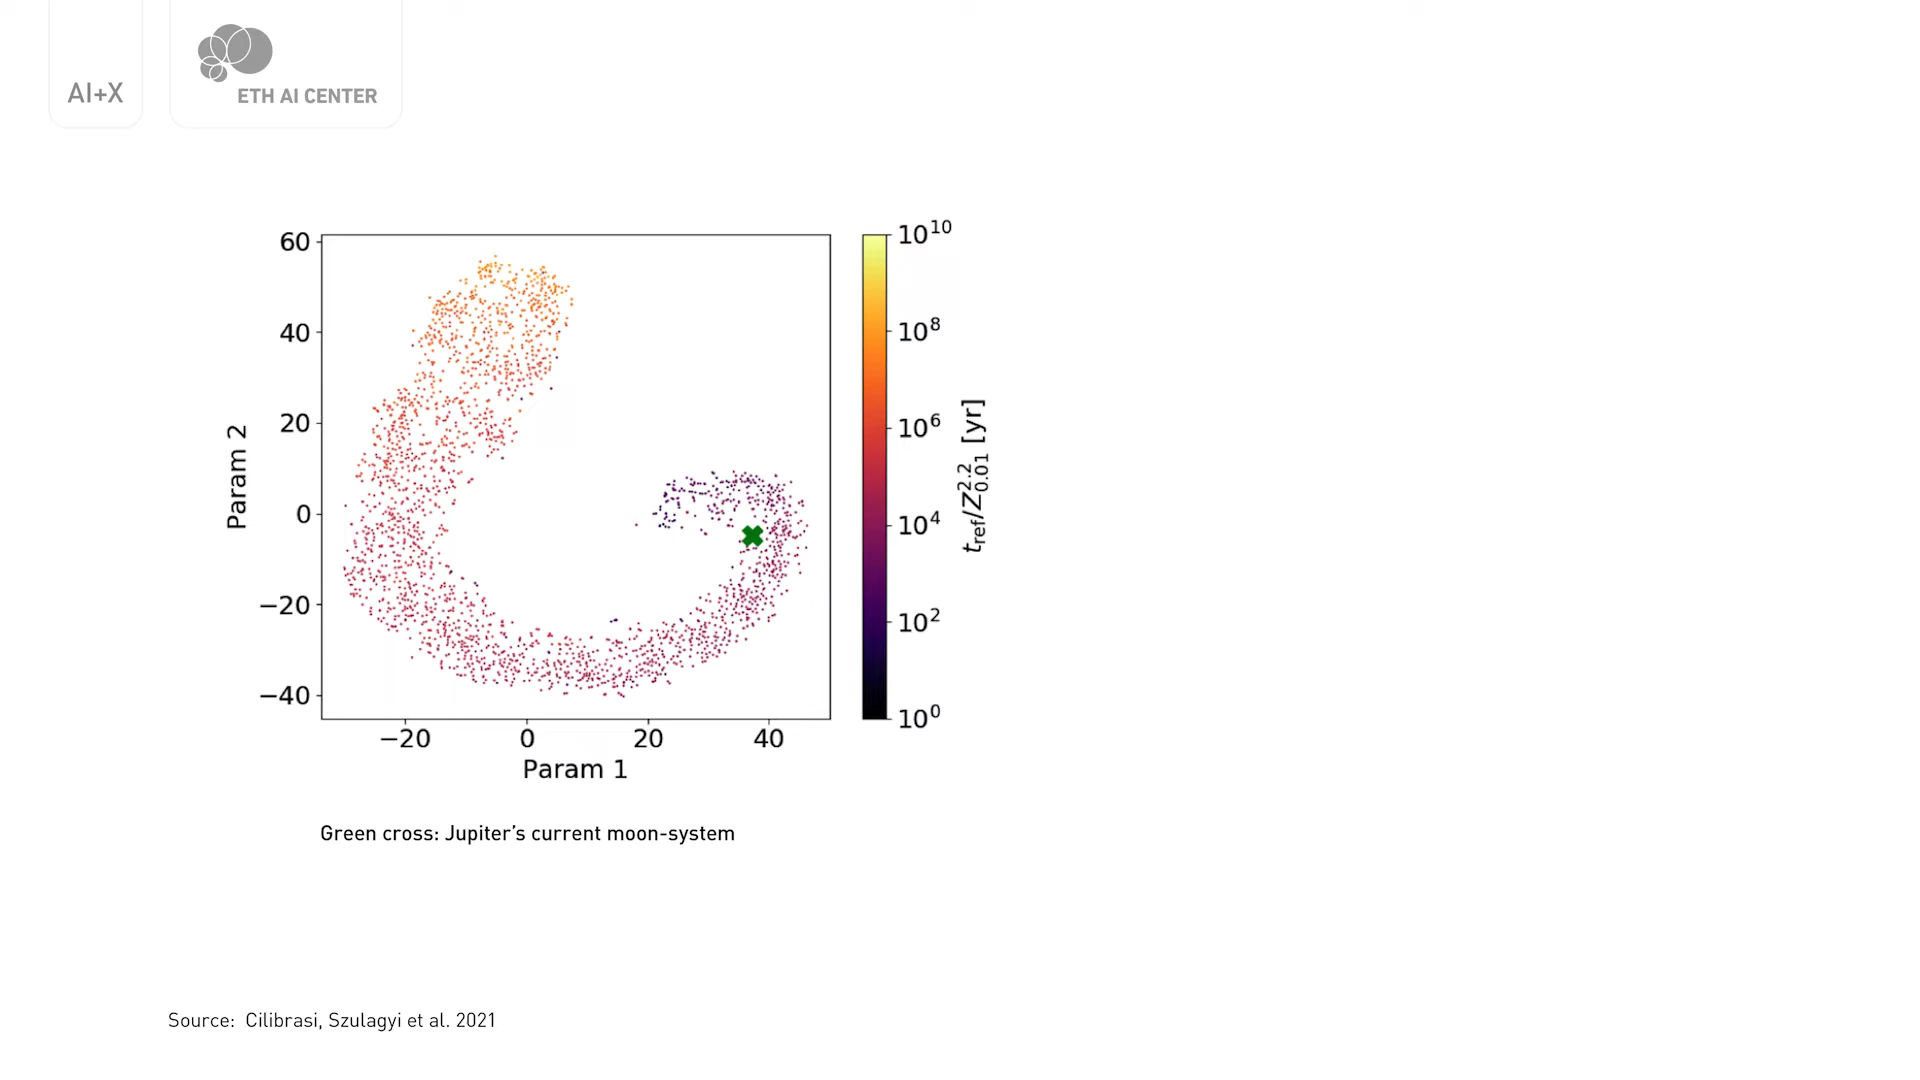 AI+X
ETH AI CENTER
60
40
20
0
−20
−40
Param 2
−20 0 20 40
Param 1
10^10
10^8
10^6
10^4
10^2
10^0
t_ref/Z_0.01^2.2 [yr]
Green cross: Jupiter’s current moon-system
Source: Cilibrasi, Szulagyi et al. 2021